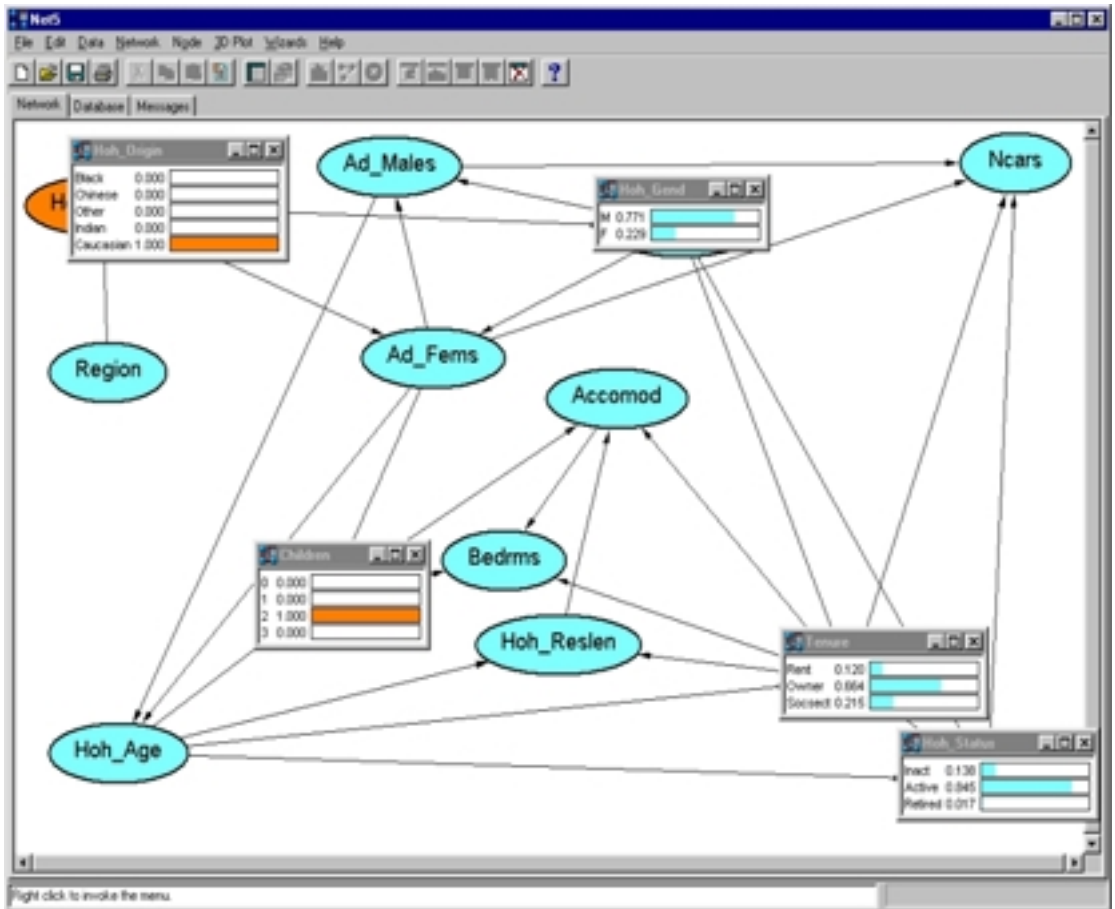 Net5
File Edit Data Network Node 3D Plot Wizards Help
Network Database Messages
Hoh_Origin
Black 0.000
Chinese 0.000
Other 0.000
Indian 0.000
Caucasian 1.000
H
Ad_Males
Hoh_Gend
M 0.771
F 0.229
Ncars
Region
Ad_Fems
Accomod
Children
0 0.000
1 0.000
2 1.000
3 0.000
Bedrms
Hoh_Reslen
Tenure
Rent 0.120
Owner 0.664
Socsect 0.215
Hoh_Age
Hoh_Status
Inact 0.138
Active 0.845
Retired 0.017
Right click to invoke the menu.